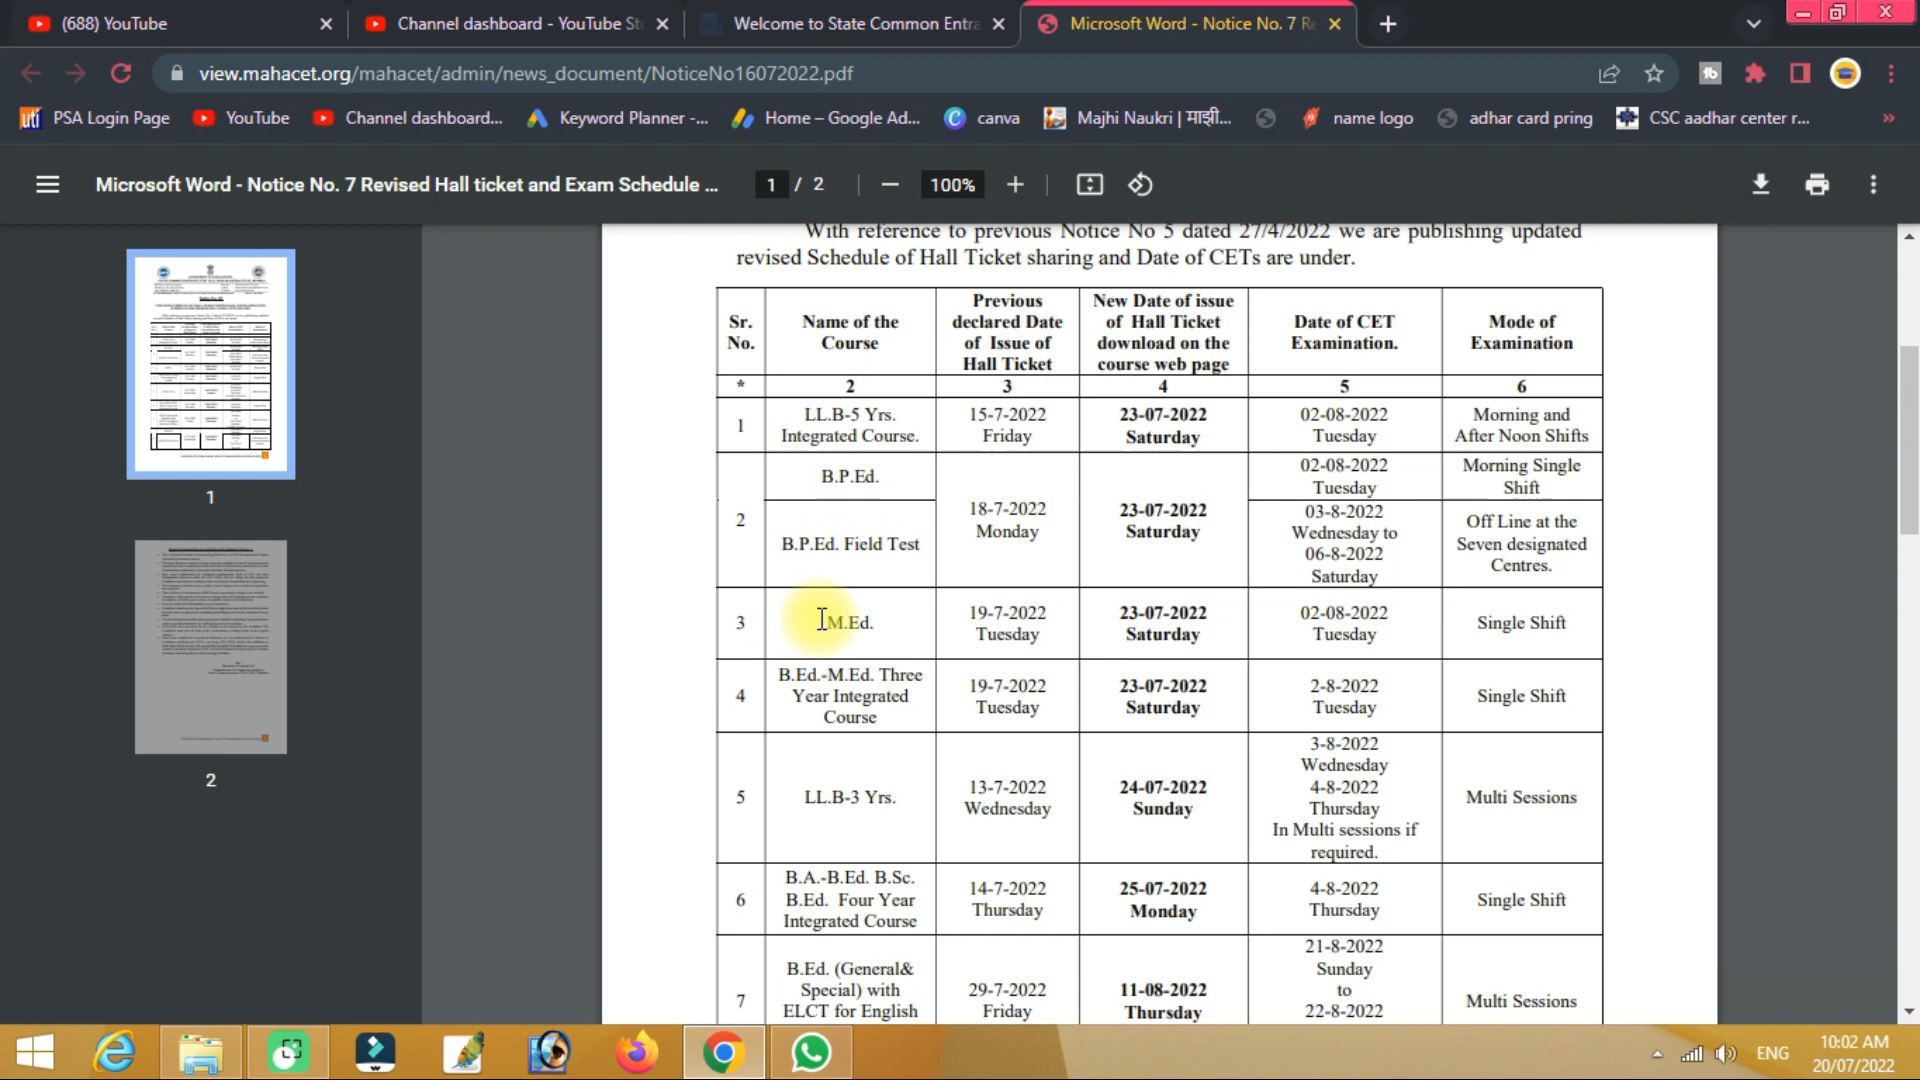 (688) YouTube
Channel dashboard - YouTube St
Welcome to State Common Entra
Microsoft Word - Notice No. 7 Re
view.mahacet.org/mahacet/admin/news_document/NoticeNo16072022.pdf
uti PSA Login Page
YouTube
Channel dashboard...
Keyword Planner -...
Home – Google Ad...
canva
Majhi Naukri | माझी...
name logo
adhar card pring
CSC aadhar center r...
Microsoft Word - Notice No. 7 Revised Hall ticket and Exam Schedule ...
1 / 2
100%
1
2
With reference to previous Notice No 5 dated 27/4/2022 we are publishing updated
revised Schedule of Hall Ticket sharing and Date of CETs are under.
Sr. No.
Name of the Course
Previous declared Date of Issue of Hall Ticket
New Date of issue of Hall Ticket download on the course web page
Date of CET Examination.
Mode of Examination
* 2 3 4 5 6
1
LL.B-5 Yrs. Integrated Course.
15-7-2022 Friday
23-07-2022 Saturday
02-08-2022 Tuesday
Morning and After Noon Shifts
2
B.P.Ed.
18-7-2022 Monday
23-07-2022 Saturday
02-08-2022 Tuesday
Morning Single Shift
B.P.Ed. Field Test
03-8-2022 Wednesday to 06-8-2022 Saturday
Off Line at the Seven designated Centres.
3
M.Ed.
19-7-2022 Tuesday
23-07-2022 Saturday
02-08-2022 Tuesday
Single Shift
4
B.Ed.-M.Ed. Three Year Integrated Course
19-7-2022 Tuesday
23-07-2022 Saturday
2-8-2022 Tuesday
Single Shift
5
LL.B-3 Yrs.
13-7-2022 Wednesday
24-07-2022 Sunday
3-8-2022 Wednesday 4-8-2022 Thursday In Multi sessions if required.
Multi Sessions
6
B.A.-B.Ed. B.Sc. B.Ed. Four Year Integrated Course
14-7-2022 Thursday
25-07-2022 Monday
4-8-2022 Thursday
Single Shift
7
B.Ed. (General& Special) with ELCT for English
29-7-2022 Friday
11-08-2022 Thursday
21-8-2022 Sunday to 22-8-2022
Multi Sessions
ENG
10:02 AM
20/07/2022